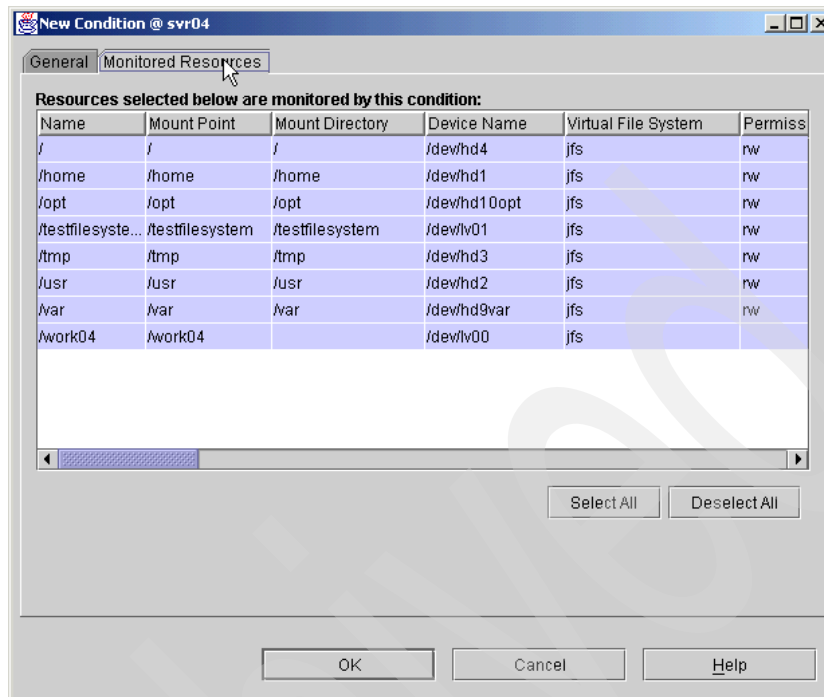 New Condition @ svr04
General Monitored Resources
Resources selected below are monitored by this condition:
Name Mount Point Mount Directory Device Name Virtual File System Permiss
/ / / /dev/hd4 jfs rw
/home /home /home /dev/hd1 jfs rw
/opt /opt /opt /dev/hd10opt jfs rw
/testfilesyste... /testfilesystem /testfilesystem /dev/lv01 jfs rw
/tmp /tmp /tmp /dev/hd3 jfs rw
/usr /usr /usr /dev/hd2 jfs rw
/var /var /var /dev/hd9var jfs rw
/work04 /work04 /dev/lv00 jfs
Select All Deselect All
OK Cancel Help